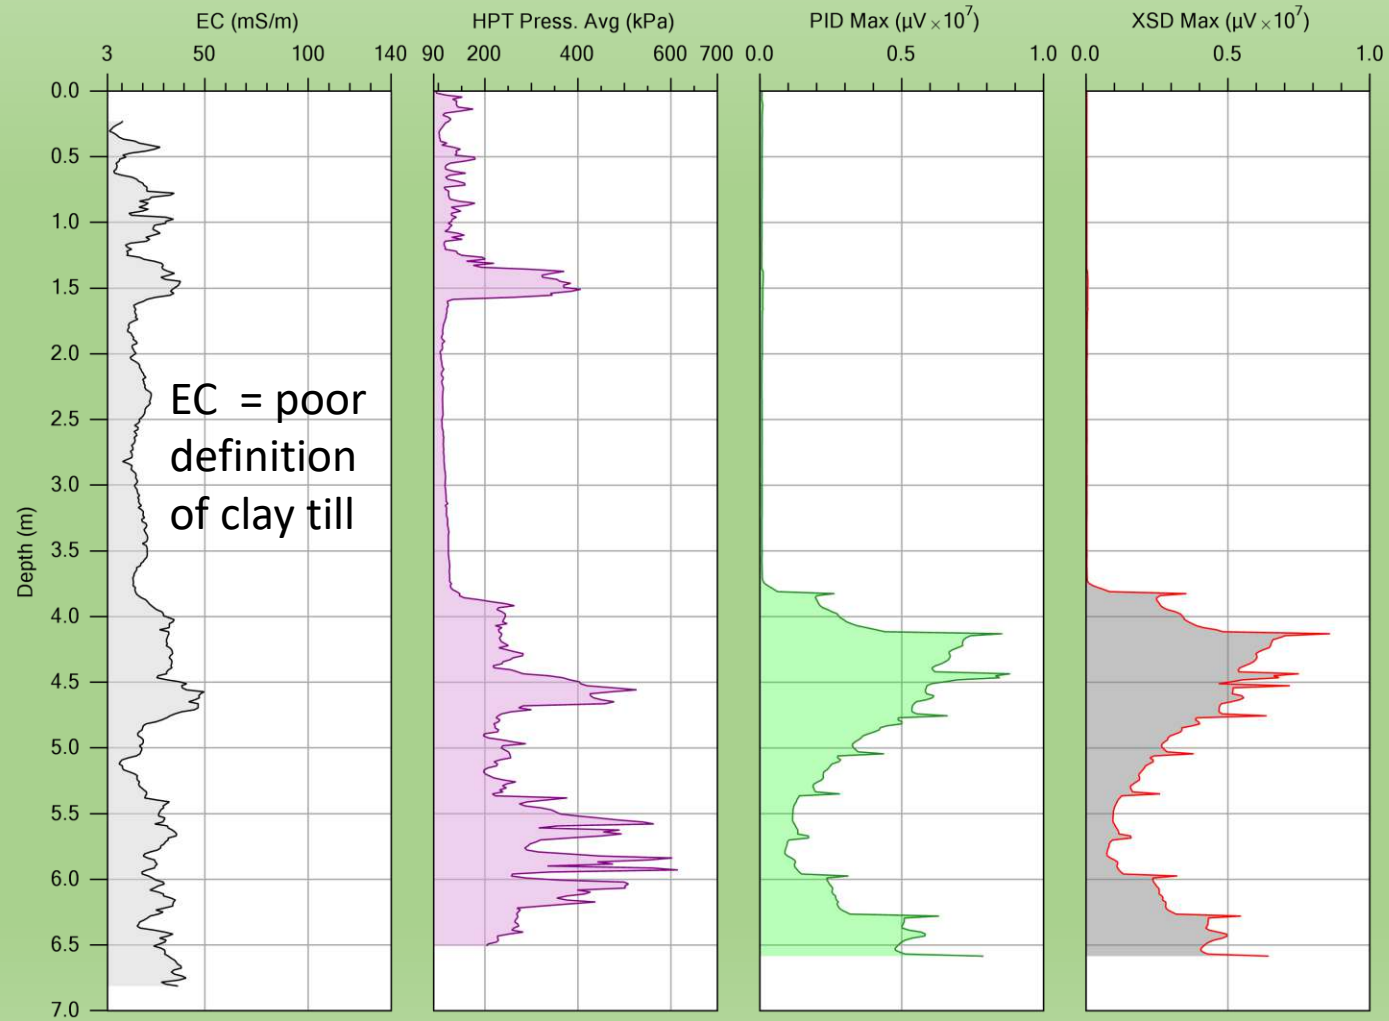 EC (mS/m) HPT Press. Avg (kPa) PID Max (µV × 10⁷) XSD Max (µV × 10⁷)
3 50 100 140 90 200 400 600 700 0.0 0.5 1.0 0.0 0.5 1.0
0.0
0.5
1.0
1.5
2.0
2.5
3.0
3.5
4.0
4.5
5.0
5.5
6.0
6.5
7.0
Depth (m)
EC = poor
definition
of clay till